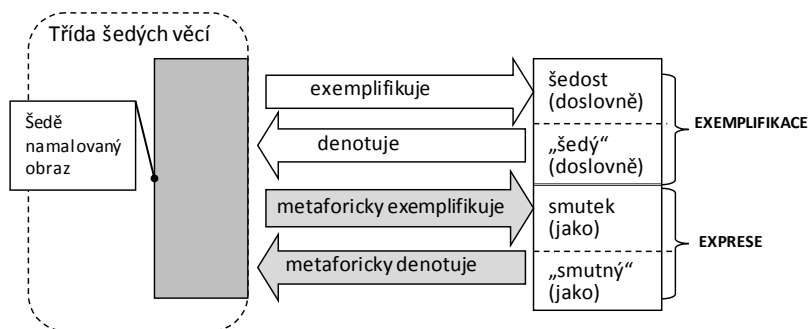 Třída šedých věcí
Šedě
namalovaný
obraz
exemplifikuje
denotuje
metaforicky exemplifikuje
metaforicky denotuje
šedost
(doslovně)
„šedý“
(doslovně)
smutek
(jako)
„smutný“
(jako)
EXEMPLIFIKACE
EXPRESE